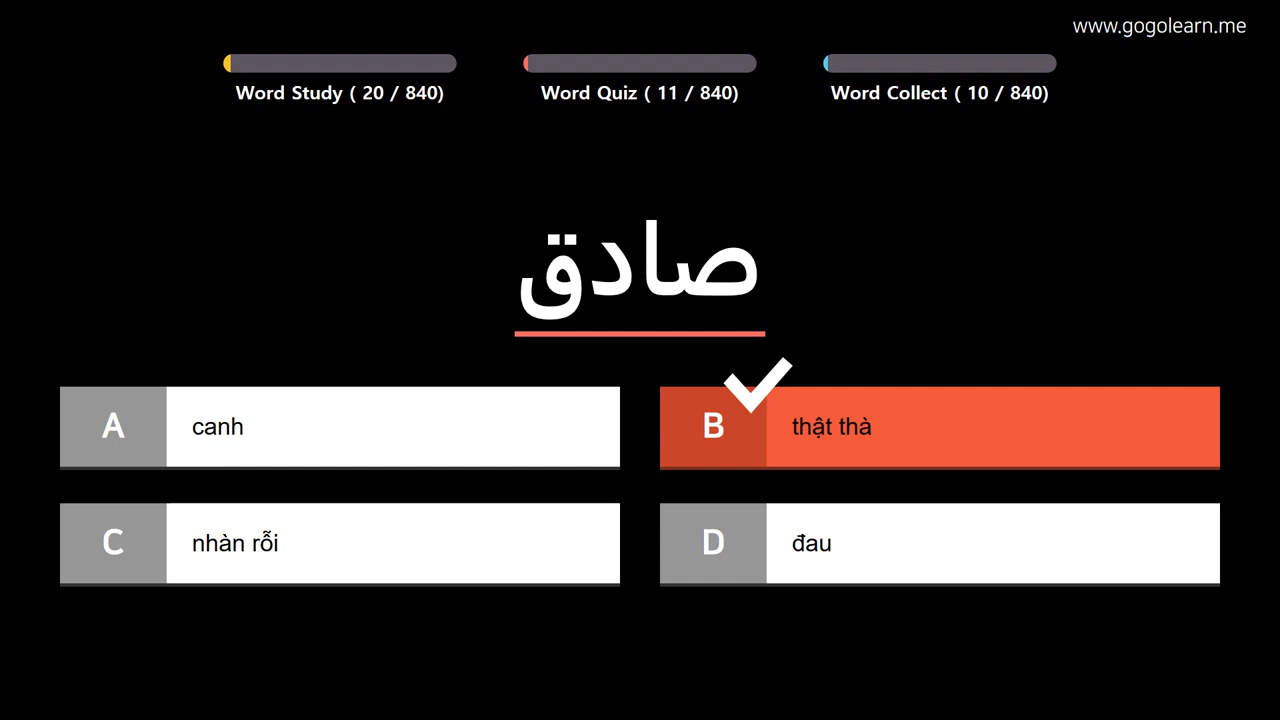 www.gogolearn.me
Word Study ( 20 / 840)
Word Quiz ( 11 / 840)
Word Collect ( 10 / 840)
صادق
A canh
B thật thà
C nhàn rỗi
D đau